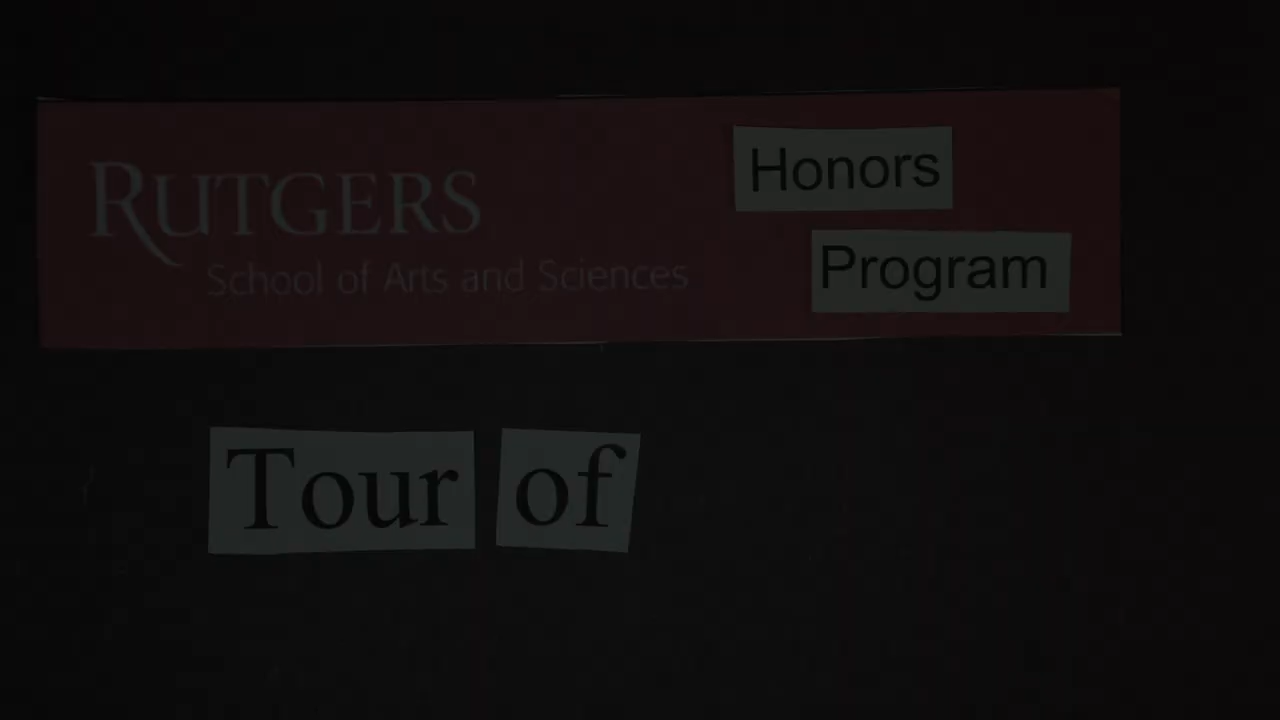 RUTGERS
School of Arts and Sciences
Honors
Program
Tour of